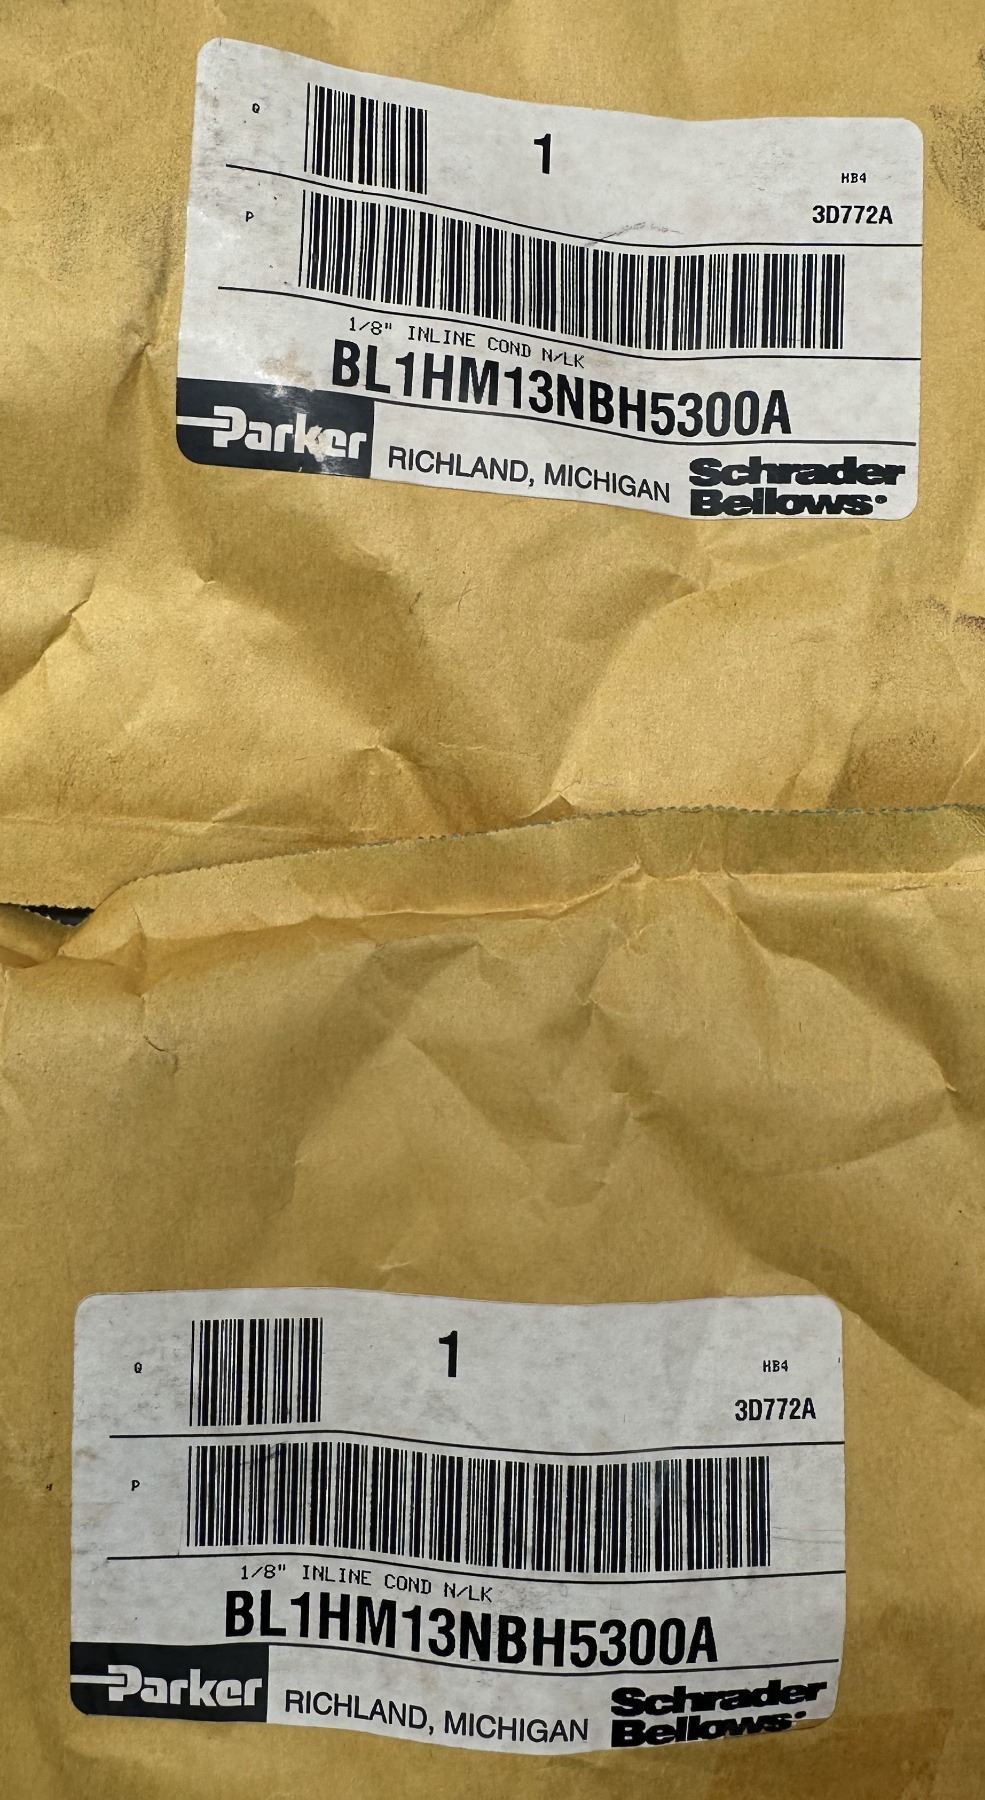 Q 1
HB4
P 3D772A
1/8" INLINE COND N/LK
BL1HM13NBH5300A
Parker RICHLAND, MICHIGAN Schrader
Bellows
Q 1
HB4
3D772A
P
1/8" INLINE COND N/LK
BL1HM13NBH5300A
Parker RICHLAND, MICHIGAN Schrader
Bellows